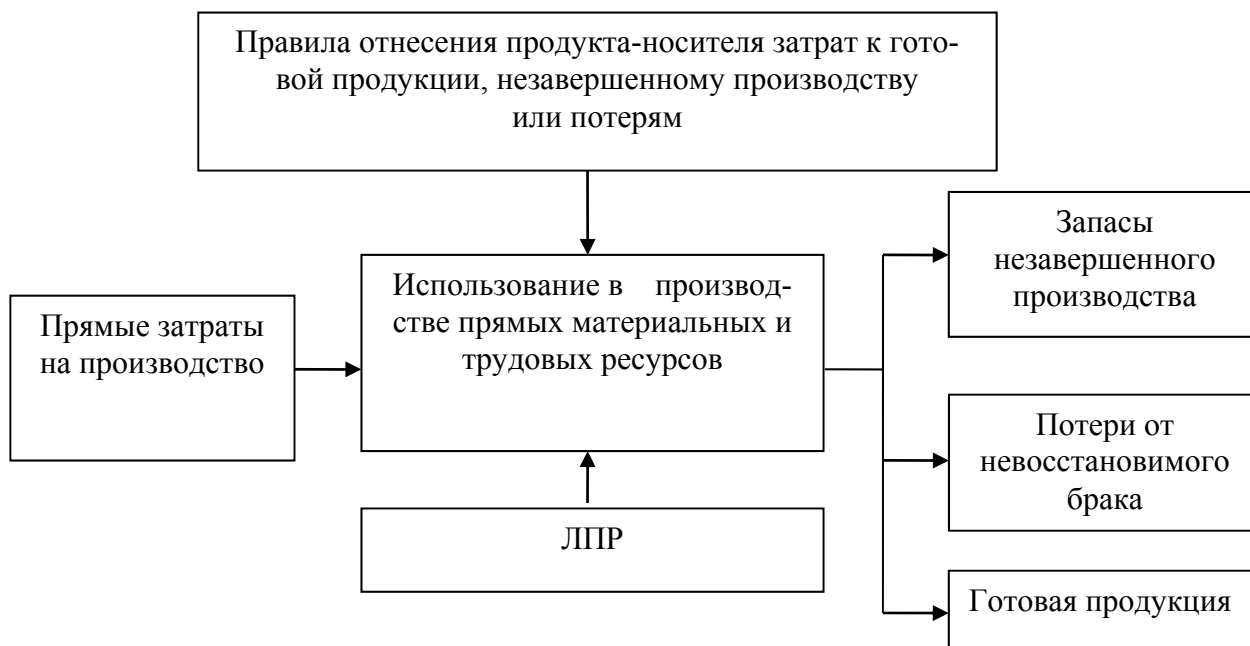 Правила отнесения продукта-носителя затрат к гото-
вой продукции, незавершенному производству
или потерям
Прямые затраты
на производство
Использование в производ-
стве прямых материальных и
трудовых ресурсов
ЛПР
Запасы
незавершенного
производства
Потери от
невосстановимого
брака
Готовая продукция